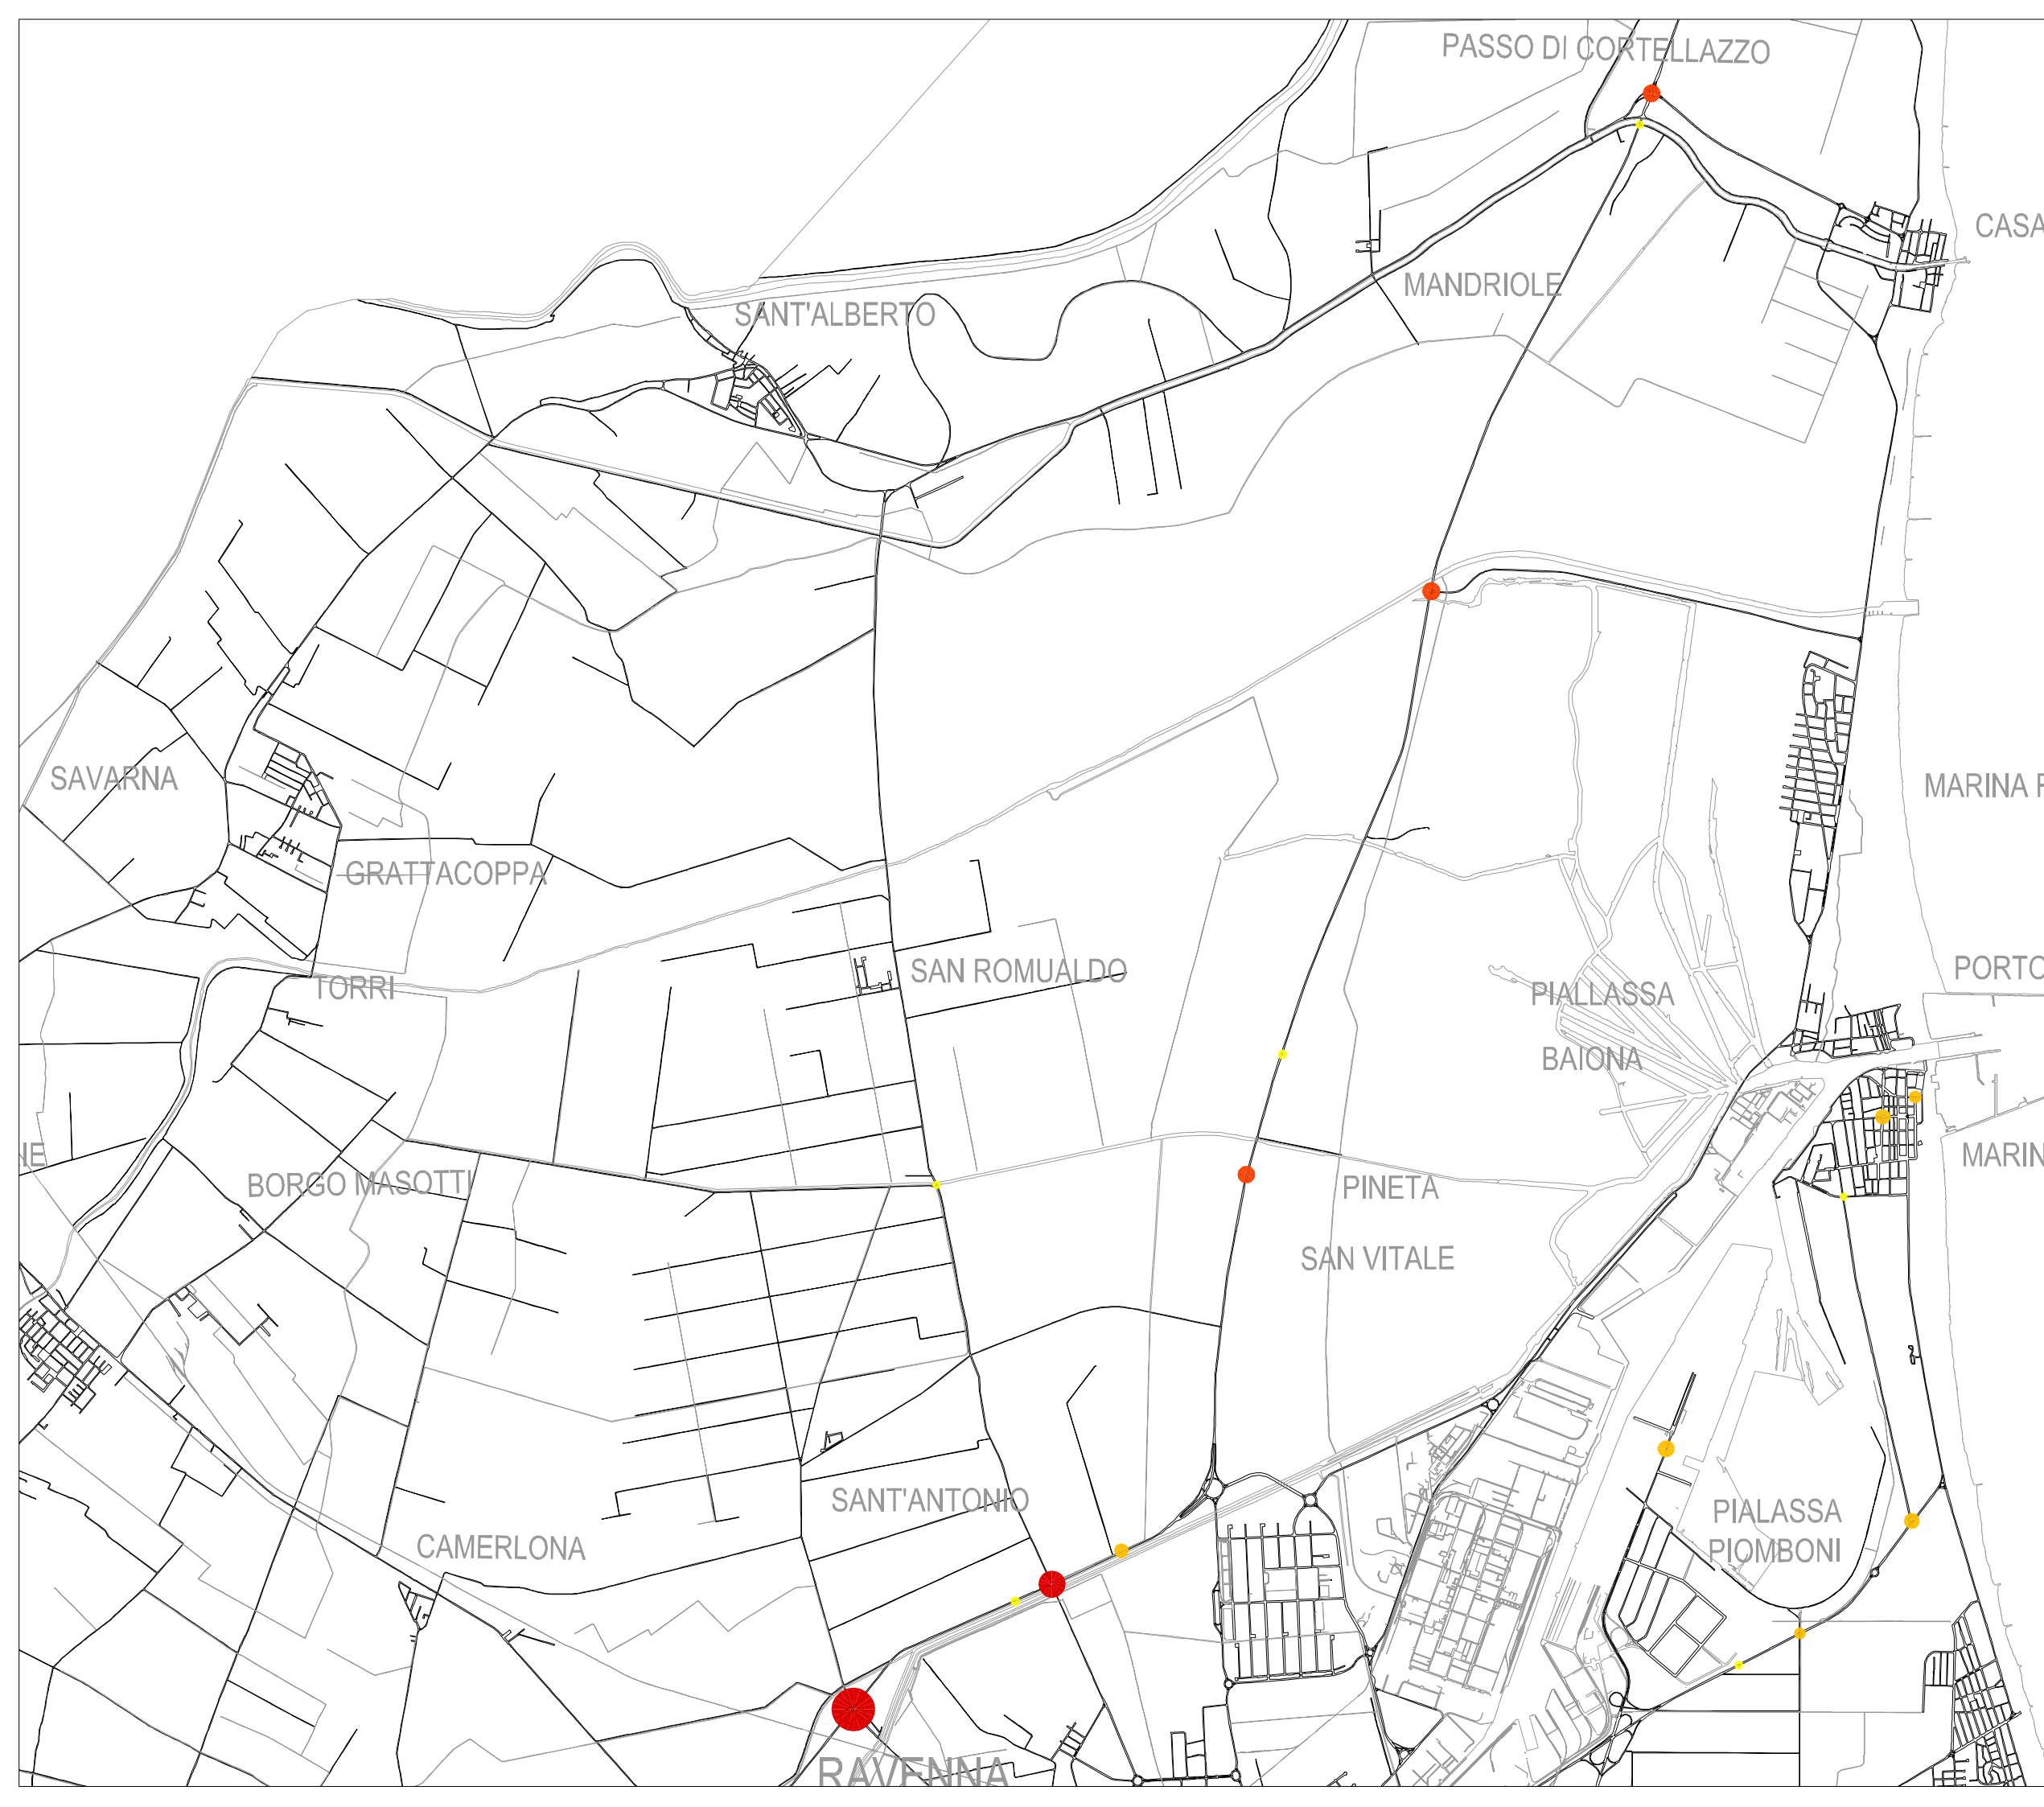 PASSO DI CORTELLAZZO
CASA
MANDRIOLE
SANT'ALBERTO
SAVARNA
MARINA
GRATTACOPPA
PORTO
SAN ROMUALDO
TORRI
PIALLASSA
BAIONA
NE
MARIN
BORGO MASOTTI
PINETA
SAN VITALE
SANT'ANTONIO
PIALASSA
PIOMBONI
CAMERLONA
RAVENNA